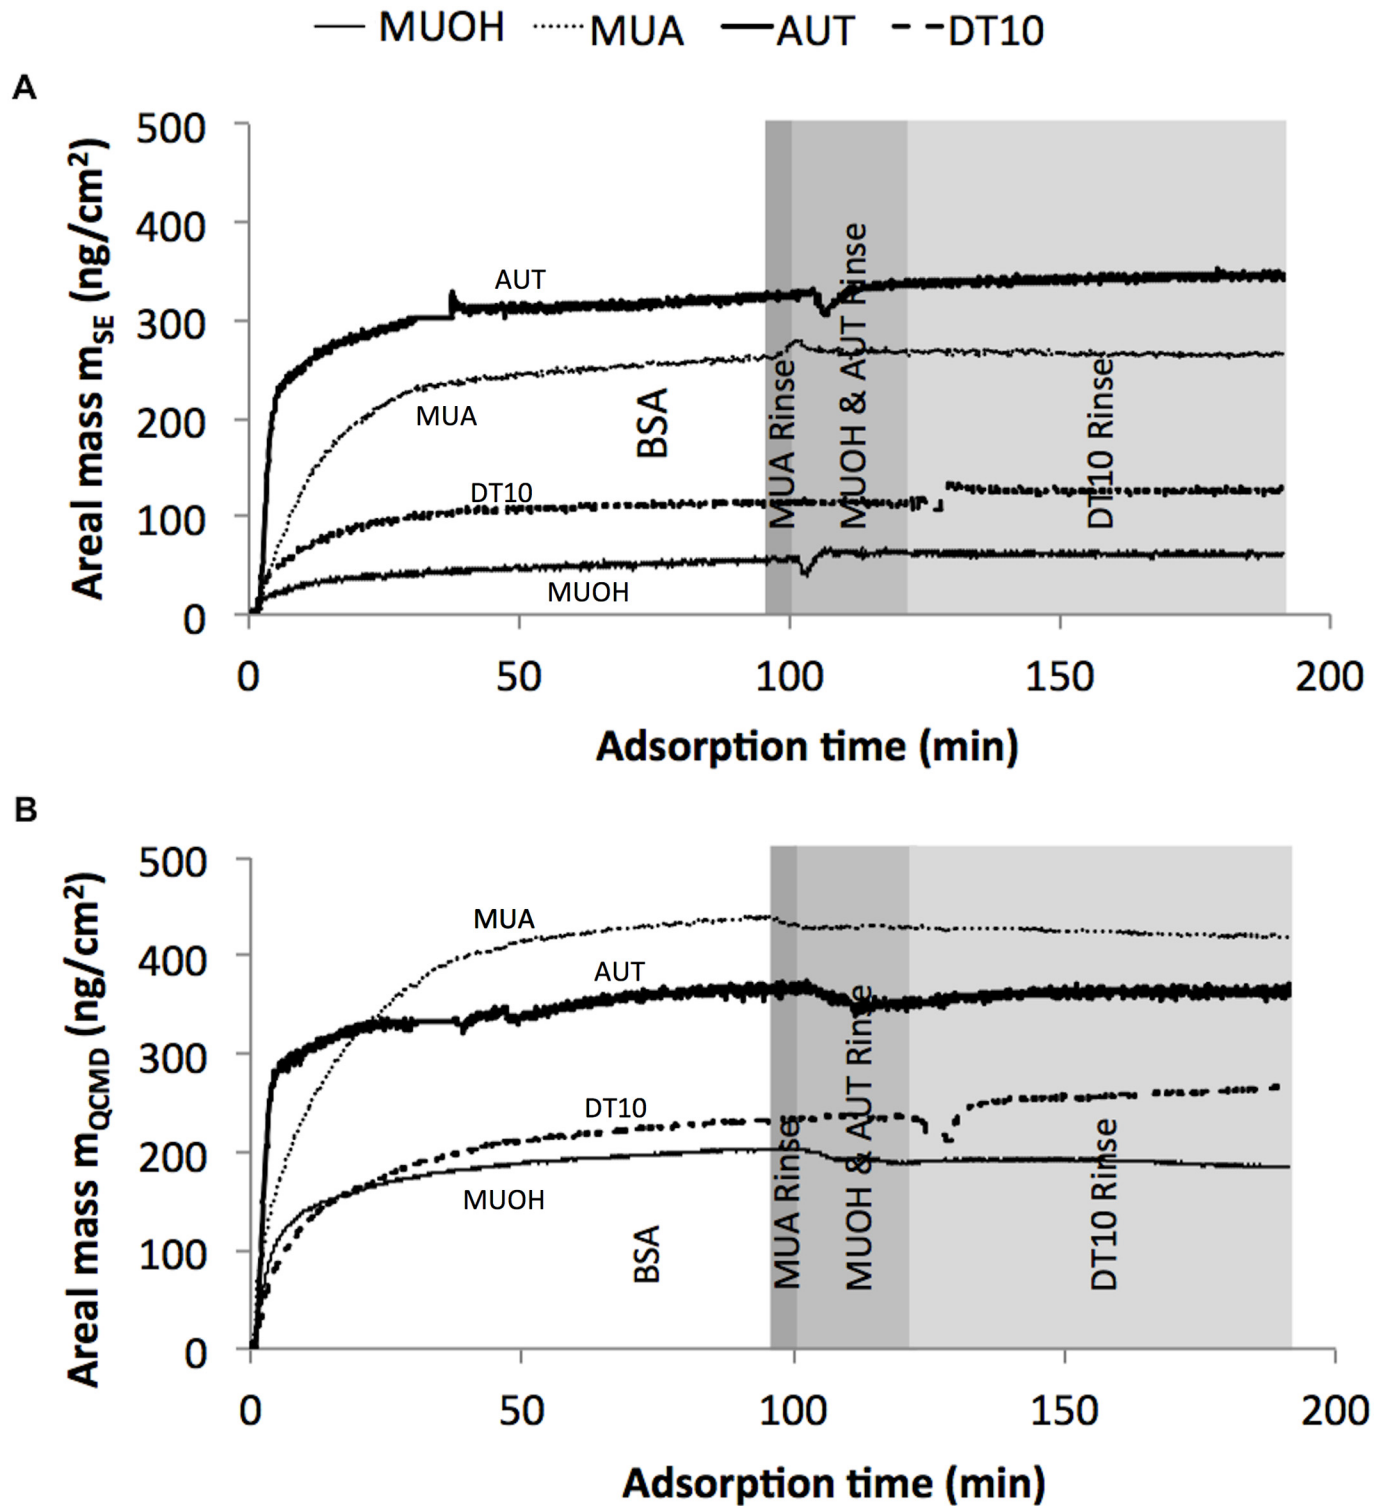 MUOH MUA AUT DT10
A
500
400
300
200
100
0
Areal mass mSE (ng/cm²)
AUT
MUA
DT10
MUOH
BSA
MUA Rinse
MUOH & AUT Rinse
DT10 Rinse
0 50 100 150 200
Adsorption time (min)
B
500
400
300
200
100
0
Areal mass mQCMD (ng/cm²)
MUA
AUT
DT10
MUOH
BSA
MUA Rinse
MUOH & AUT Rinse
DT10 Rinse
0 50 100 150 200
Adsorption time (min)